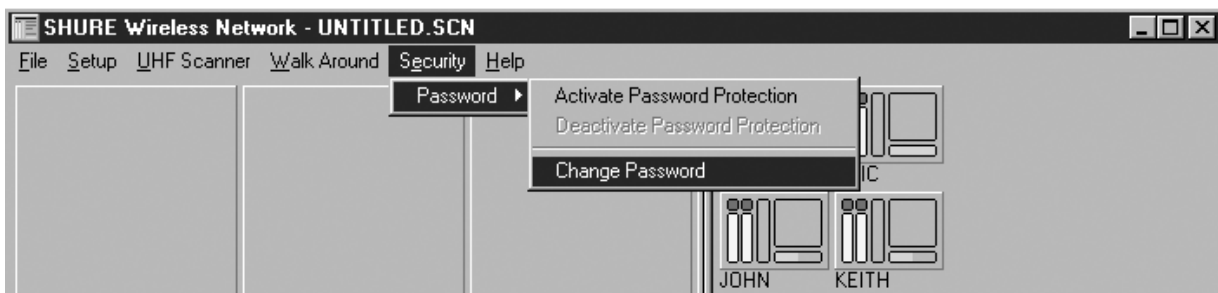 SHURE Wireless Network - UNTITLED.SCN
File Setup UHF Scanner Walk Around Security Help
Password
Activate Password Protection
Deactivate Password Protection
Change Password
JOHN KEITH